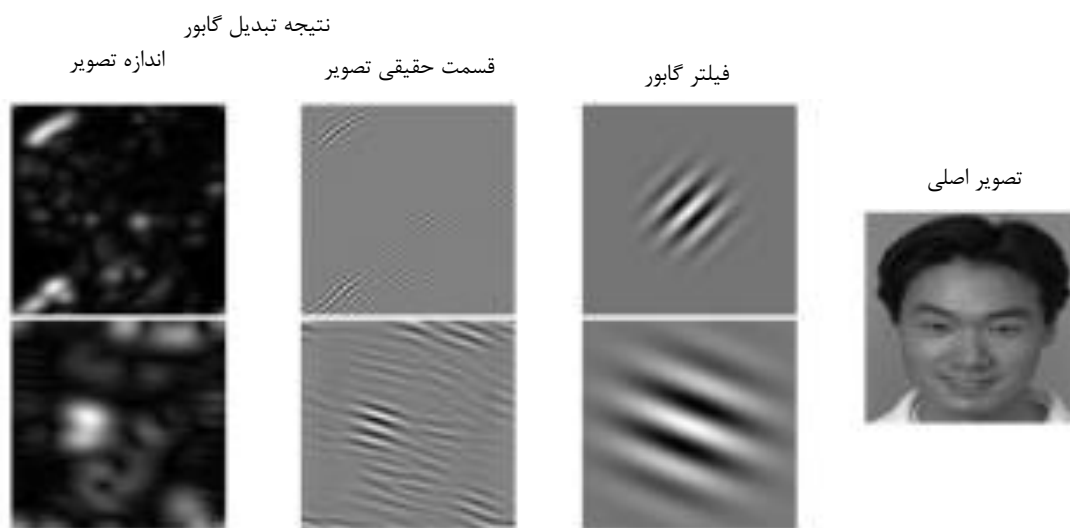 نتیجه تبدیل گابور
اندازه تصویر
قسمت حقیقی تصویر
فیلتر گابور
تصویر اصلی